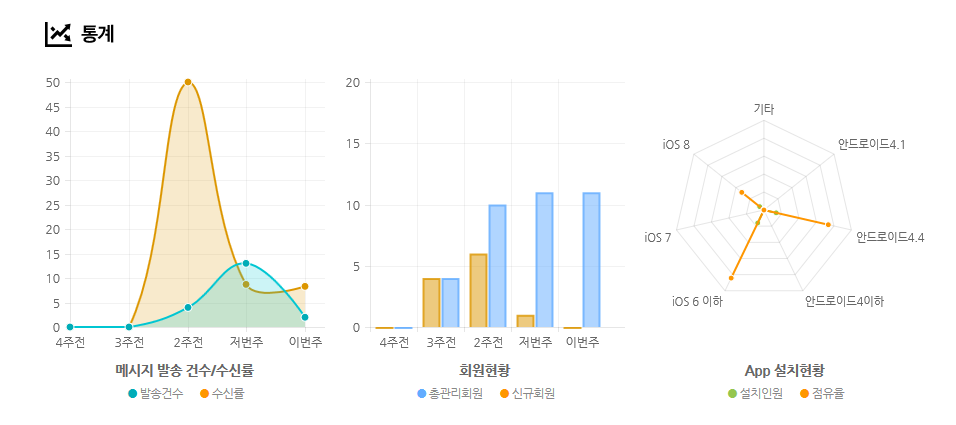 통계
50
45
40
35
30
25
20
15
10
5
0
4주전 3주전 2주전 저번주 이번주
메시지 발송 건수/수신률
발송건수 수신률
20
15
10
5
0
4주전 3주전 2주전 저번주 이번주
회원현황
총관리회원 신규회원
기타
iOS 8 안드로이드4.1
iOS 7 안드로이드4.4
iOS 6 이하 안드로이드4이하
App 설치현황
설치인원 점유율